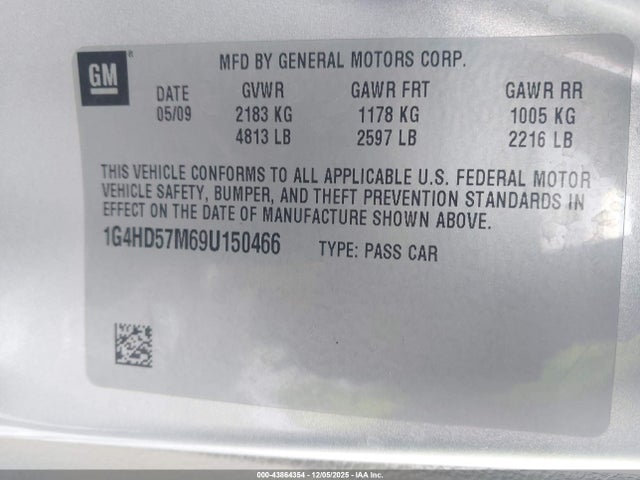 GM®
MFD BY GENERAL MOTORS CORP.
DATE GVWR GAWR FRT GAWR RR
05/09 2183 KG 1178 KG 1005 KG
4813 LB 2597 LB 2216 LB
THIS VEHICLE CONFORMS TO ALL APPLICABLE U.S. FEDERAL MOTOR
VEHICLE SAFETY, BUMPER, AND THEFT PREVENTION STANDARDS IN
EFFECT ON THE DATE OF MANUFACTURE SHOWN ABOVE.
1G4HD57M69U150466 TYPE: PASS CAR
000-43864354 ⠀12/05/2025 - IAA Inc.